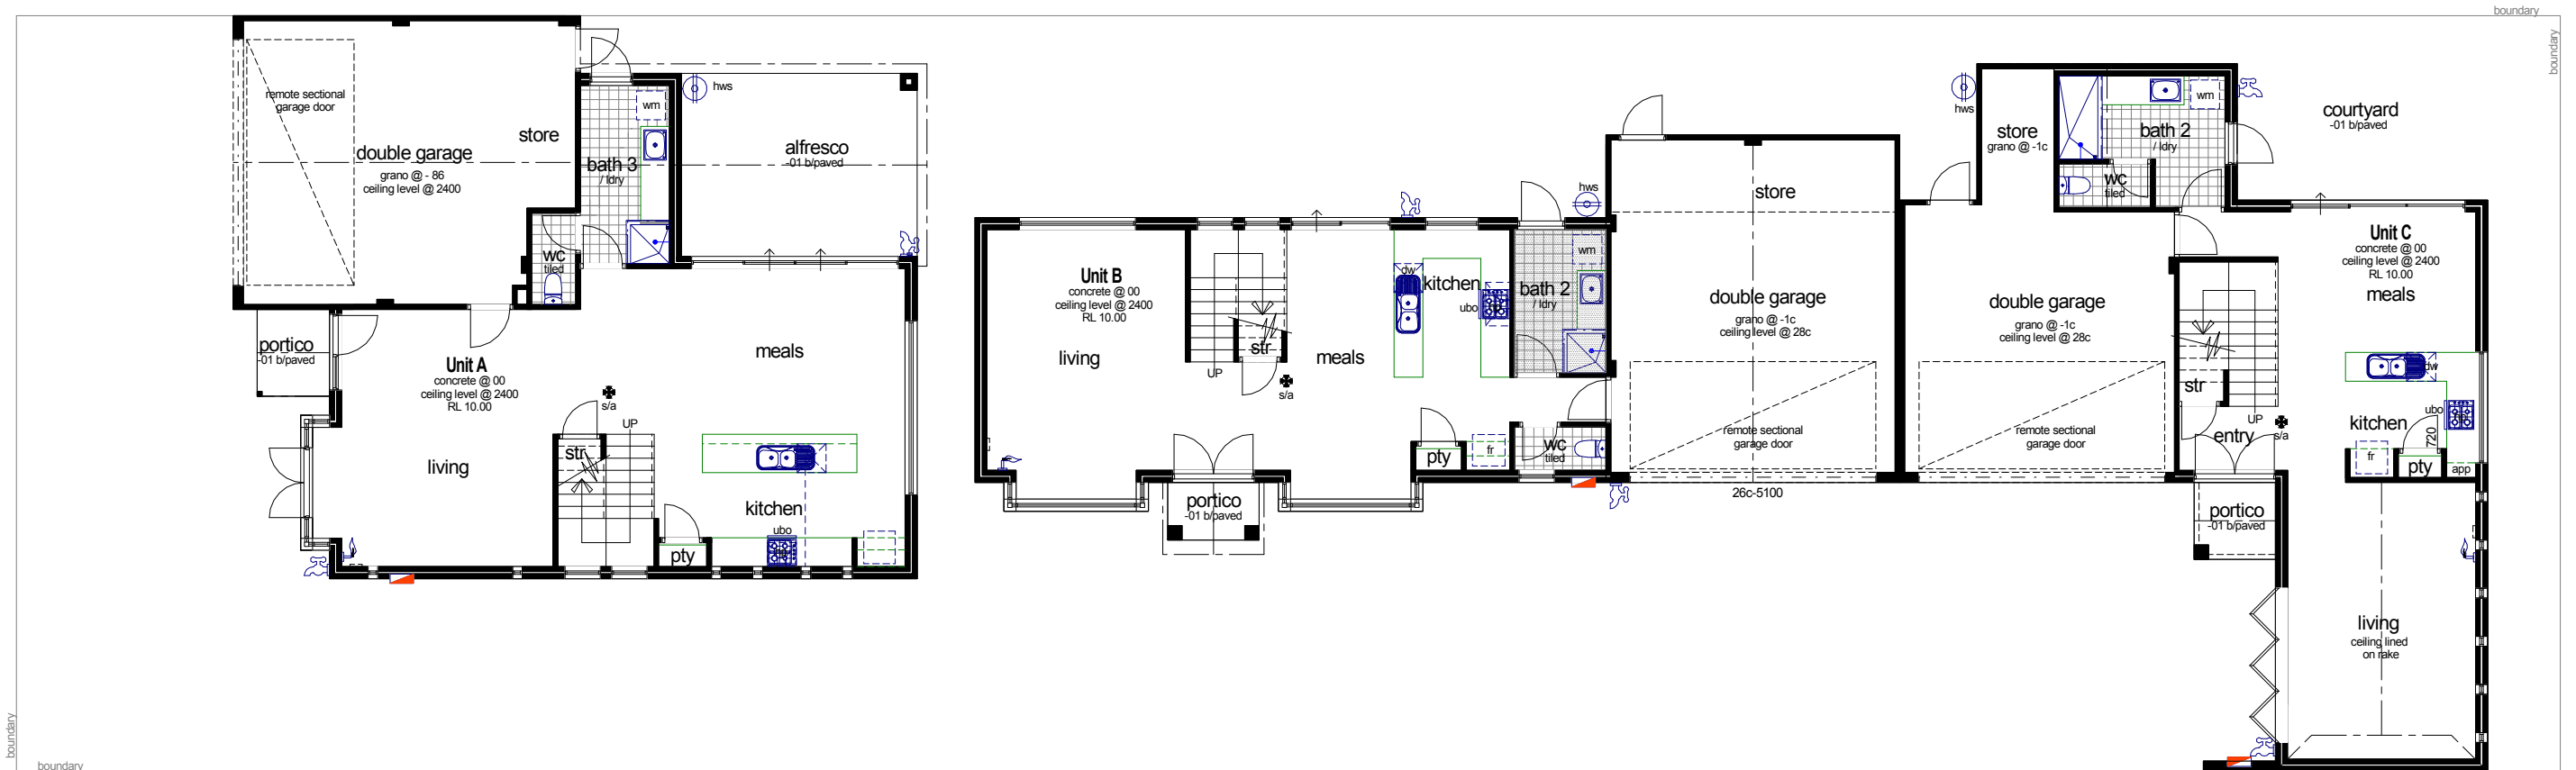 boundary
boundary
remote sectional
garage door
store
double garage
grano @ - 86
ceiling level @ 2400
wm
bath 3
/ ldry
hws
alfresco
-01 b/paved
WC
tiled
portico
-01 b/paved
Unit A
concrete @ 00
ceiling level @ 2400
RL 10.00
meals
s/a
UP
str
living
kitchen
ubo
hp
pty
boundary
boundary
Unit B
concrete @ 00
ceiling level @ 2400
RL 10.00
living
UP
str
s/a
meals
dw
kitchen
ubo
hp
hws
wm
bath 2
/ ldry
pty
fr
WC
tiled
portico
-01 b/paved
store
double garage
grano @ -1c
ceiling level @ 28c
remote sectional
garage door
26c-5100
hws
store
grano @ -1c
wm
bath 2
/ ldry
WC
tiled
courtyard
-01 b/paved
double garage
grano @ -1c
ceiling level @ 28c
remote sectional
garage door
Unit C
concrete @ 00
ceiling level @ 2400
RL 10.00
meals
str
UP
s/a
entry
dw
ubo
hp
kitchen
720
fr
pty
app
portico
-01 b/paved
living
ceiling lined
on rake